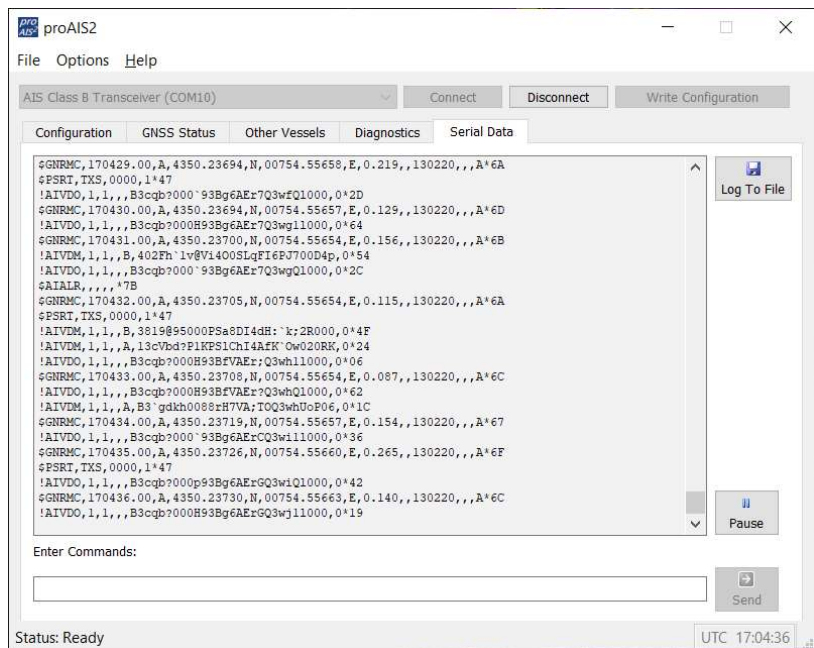 pro AIS² proAIS2
File Options Help
AIS Class B Transceiver (COM10) Connect Disconnect Write Configuration
Configuration GNSS Status Other Vessels Diagnostics Serial Data
$GNRMC,170429.00,A,4350.23694,N,00754.55658,E,0.219,,130220,,,A*6A
$PSRT,TXS,0000,1*47
!AIVDO,1,1,,,B3cqb?000`93Bg6AEr7Q3wfQ1000,0*2D
$GNRMC,170430.00,A,4350.23694,N,00754.55657,E,0.129,,130220,,,A*6D
!AIVDO,1,1,,,B3cqb?000H93Bg6AEr7Q3wg11000,0*64
$GNRMC,170431.00,A,4350.23700,N,00754.55654,E,0.156,,130220,,,A*6B
!AIVDM,1,1,,B,402Fh`1v@Vi4O0SLqFI6PJ700D4p,0*54
!AIVDO,1,1,,,B3cqb?000`93Bg6AEr7Q3wgQ1000,0*2C
$AIALR,,,,,*7B
$GNRMC,170432.00,A,4350.23705,N,00754.55654,E,0.115,,130220,,,A*6A
$PSRT,TXS,0000,1*47
!AIVDM,1,1,,B,3819@95000PSa8DI4dH:`k;2R000,0*4F
!AIVDM,1,1,,A,13cVbd?P1KPS1ChI4AfK`Ow020RK,0*24
!AIVDO,1,1,,,B3cqb?000H93BfVAEr;Q3wh11000,0*06
$GNRMC,170433.00,A,4350.23708,N,00754.55654,E,0.087,,130220,,,A*6C
!AIVDO,1,1,,,B3cqb?000H93BfVAEr?Q3whQ1000,0*62
!AIVDM,1,1,,A,B3`gdkh0088rH7VA;TOQ3whUoP06,0*1C
$GNRMC,170434.00,A,4350.23719,N,00754.55657,E,0.154,,130220,,,A*67
!AIVDO,1,1,,,B3cqb?000`93Bg6AErCQ3wi11000,0*36
$GNRMC,170435.00,A,4350.23726,N,00754.55660,E,0.265,,130220,,,A*6F
$PSRT,TXS,0000,1*47
!AIVDO,1,1,,,B3cqb?000p93Bg6AErGQ3wiQ1000,0*42
$GNRMC,170436.00,A,4350.23730,N,00754.55663,E,0.140,,130220,,,A*6C
!AIVDO,1,1,,,B3cqb?000H93Bg6AErGQ3wj11000,0*19
Log To File
Pause
Enter Commands:
Send
Status: Ready UTC 17:04:36